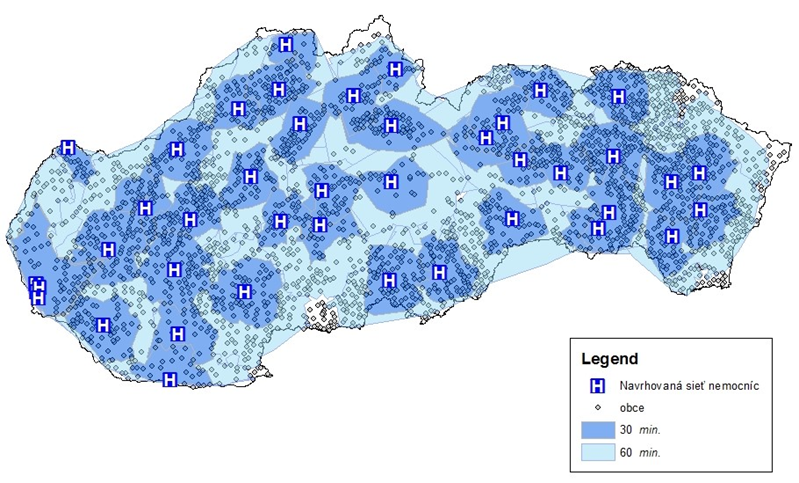 Legend
H Navrhovaná sieť nemocníc
obce
30 min.
60 min.